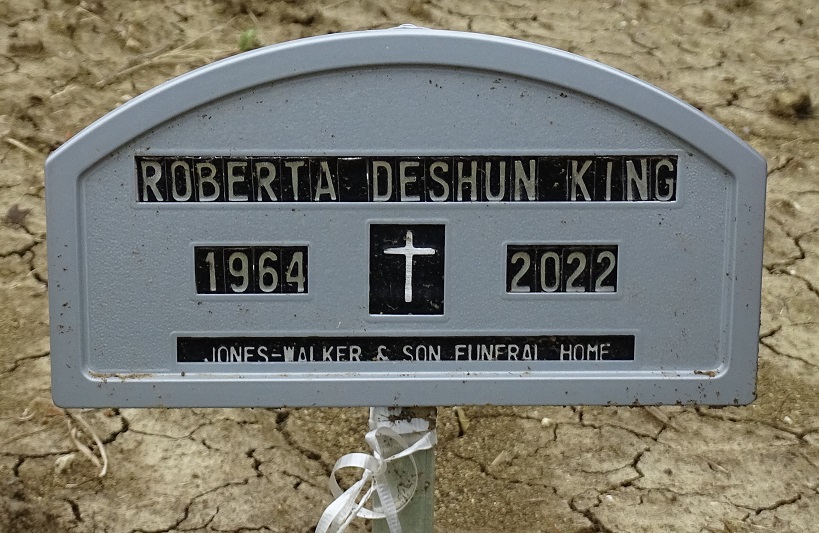 ROBERTA DESHUN KING
1964 2022
JONES-WALKER & SON FUNERAL HOME